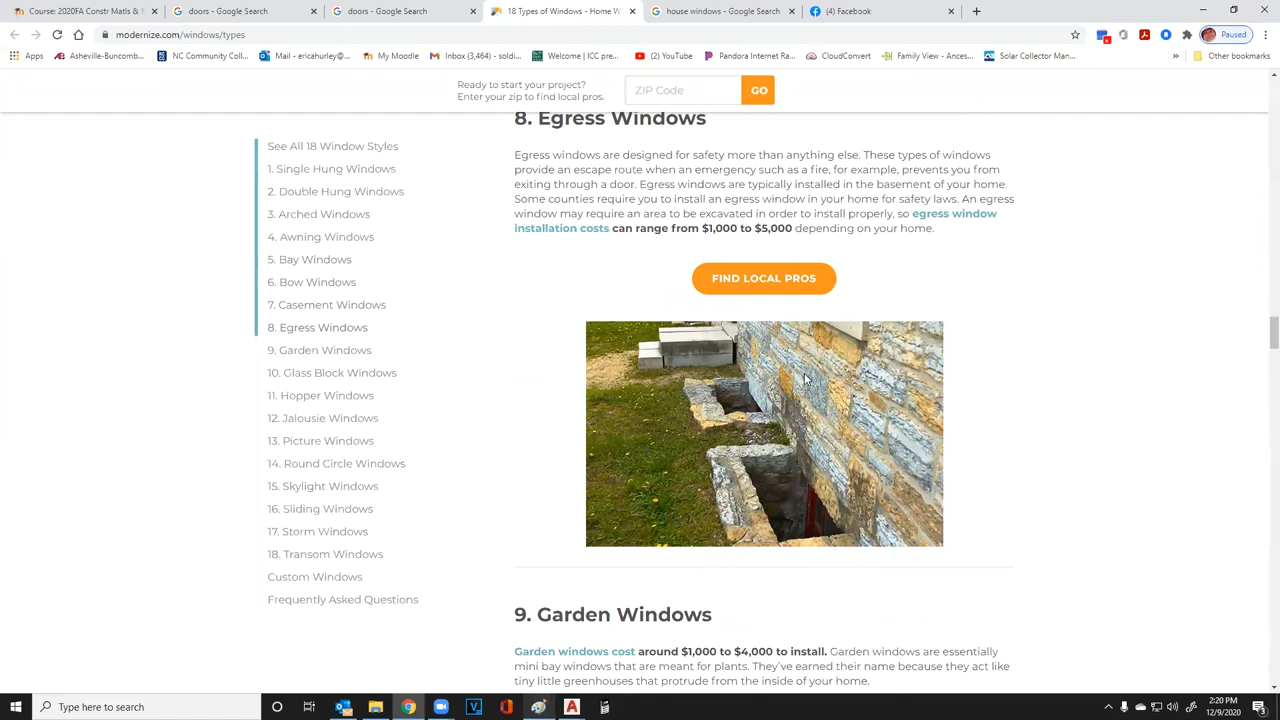 Course: 2020FA Constr Matls &
doors - Google Search
doors - Google Search
18 Types of Windows - Home W
house windows - Google Search
(4) Facebook
modernize.com/windows/types
Paused
Apps
Asheville-Buncomb...
NC Community Coll...
Mail - ericahurley@...
My Moodle
Inbox (3,464) - soldi...
Welcome | ICC pre...
(2) YouTube
Pandora Internet Ra...
CloudConvert
Family View - Ances...
Solar Collector Man...
»
Other bookmarks
Ready to start your project?
Enter your zip to find local pros.
ZIP Code
GO
See All 18 Window Styles
1. Single Hung Windows
2. Double Hung Windows
3. Arched Windows
4. Awning Windows
5. Bay Windows
6. Bow Windows
7. Casement Windows
8. Egress Windows
9. Garden Windows
10. Glass Block Windows
11. Hopper Windows
12. Jalousie Windows
13. Picture Windows
14. Round Circle Windows
15. Skylight Windows
16. Sliding Windows
17. Storm Windows
18. Transom Windows
Custom Windows
Frequently Asked Questions
8. Egress Windows
Egress windows are designed for safety more than anything else. These types of windows
provide an escape route when an emergency such as a fire, for example, prevents you from
exiting through a door. Egress windows are typically installed in the basement of your home.
Some counties require you to install an egress window in your home for safety laws. An egress
window may require an area to be excavated in order to install properly, so egress window
installation costs can range from $1,000 to $5,000 depending on your home.
FIND LOCAL PROS
9. Garden Windows
Garden windows cost around $1,000 to $4,000 to install. Garden windows are essentially
mini bay windows that are meant for plants. They've earned their name because they act like
tiny little greenhouses that protrude from the inside of your home.
Type here to search
2:20 PM
12/9/2020